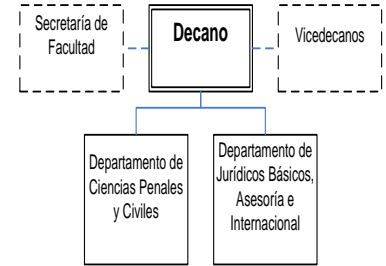 Secretaría de
Facultad
Decano
Vicedecanos
Departamento de
Ciencias Penales
y Civiles
Departamento de
Jurídicos Básicos,
Asesoría e
Internacional